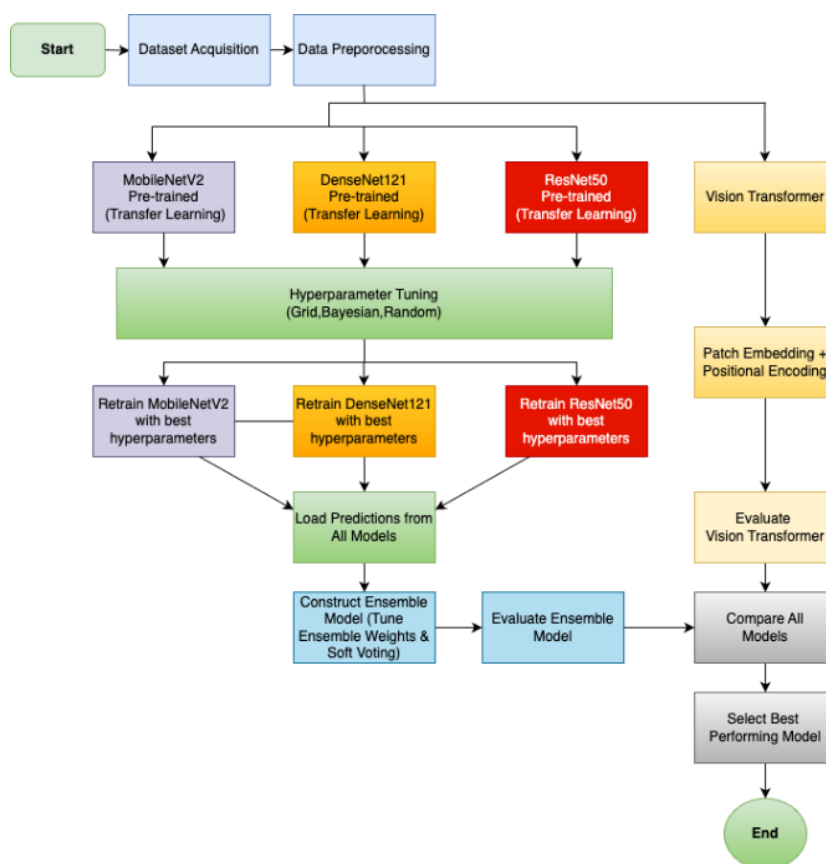 Start
Dataset Acquisition
Data Preporocessing
MobileNetV2
Pre-trained
(Transfer Learning)
DenseNet121
Pre-trained
(Transfer Learning)
ResNet50
Pre-trained
(Transfer Learning)
Vision Transformer
Hyperparameter Tuning
(Grid,Bayesian,Random)
Patch Embedding +
Positional Encoding
Retrain MobileNetV2
with best
hyperparameters
Retrain DenseNet121
with best
hyperparameters
Retrain ResNet50
with best
hyperparameters
Load Predictions from
All Models
Evaluate
Vision Transformer
Construct Ensemble
Model (Tune
Ensemble Weights &
Soft Voting)
Evaluate Ensemble
Model
Compare All
Models
Select Best
Performing Model
End